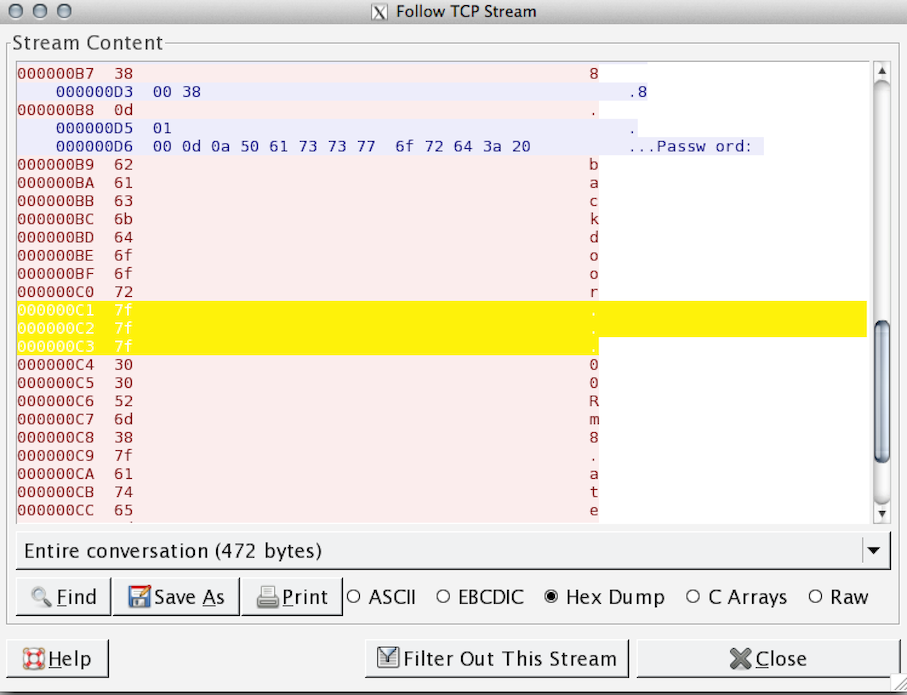 Follow TCP Stream
Stream Content
000000B7 38 8
000000D3 00 38 .8
000000B8 0d .
000000D5 01 .
000000D6 00 0d 0a 50 61 73 73 77 6f 72 64 3a 20 ...Passw ord:
000000B9 62 b
000000BA 61 a
000000BB 63 c
000000BC 6b k
000000BD 64 d
000000BE 6f o
000000BF 6f o
000000C0 72 r
000000C1 7f .
000000C2 7f .
000000C3 7f .
000000C4 30 0
000000C5 30 0
000000C6 52 R
000000C7 6d m
000000C8 38 8
000000C9 7f .
000000CA 61 a
000000CB 74 t
000000CC 65 e
Entire conversation (472 bytes)
Find Save As Print ASCII EBCDIC Hex Dump C Arrays Raw
Help Filter Out This Stream Close